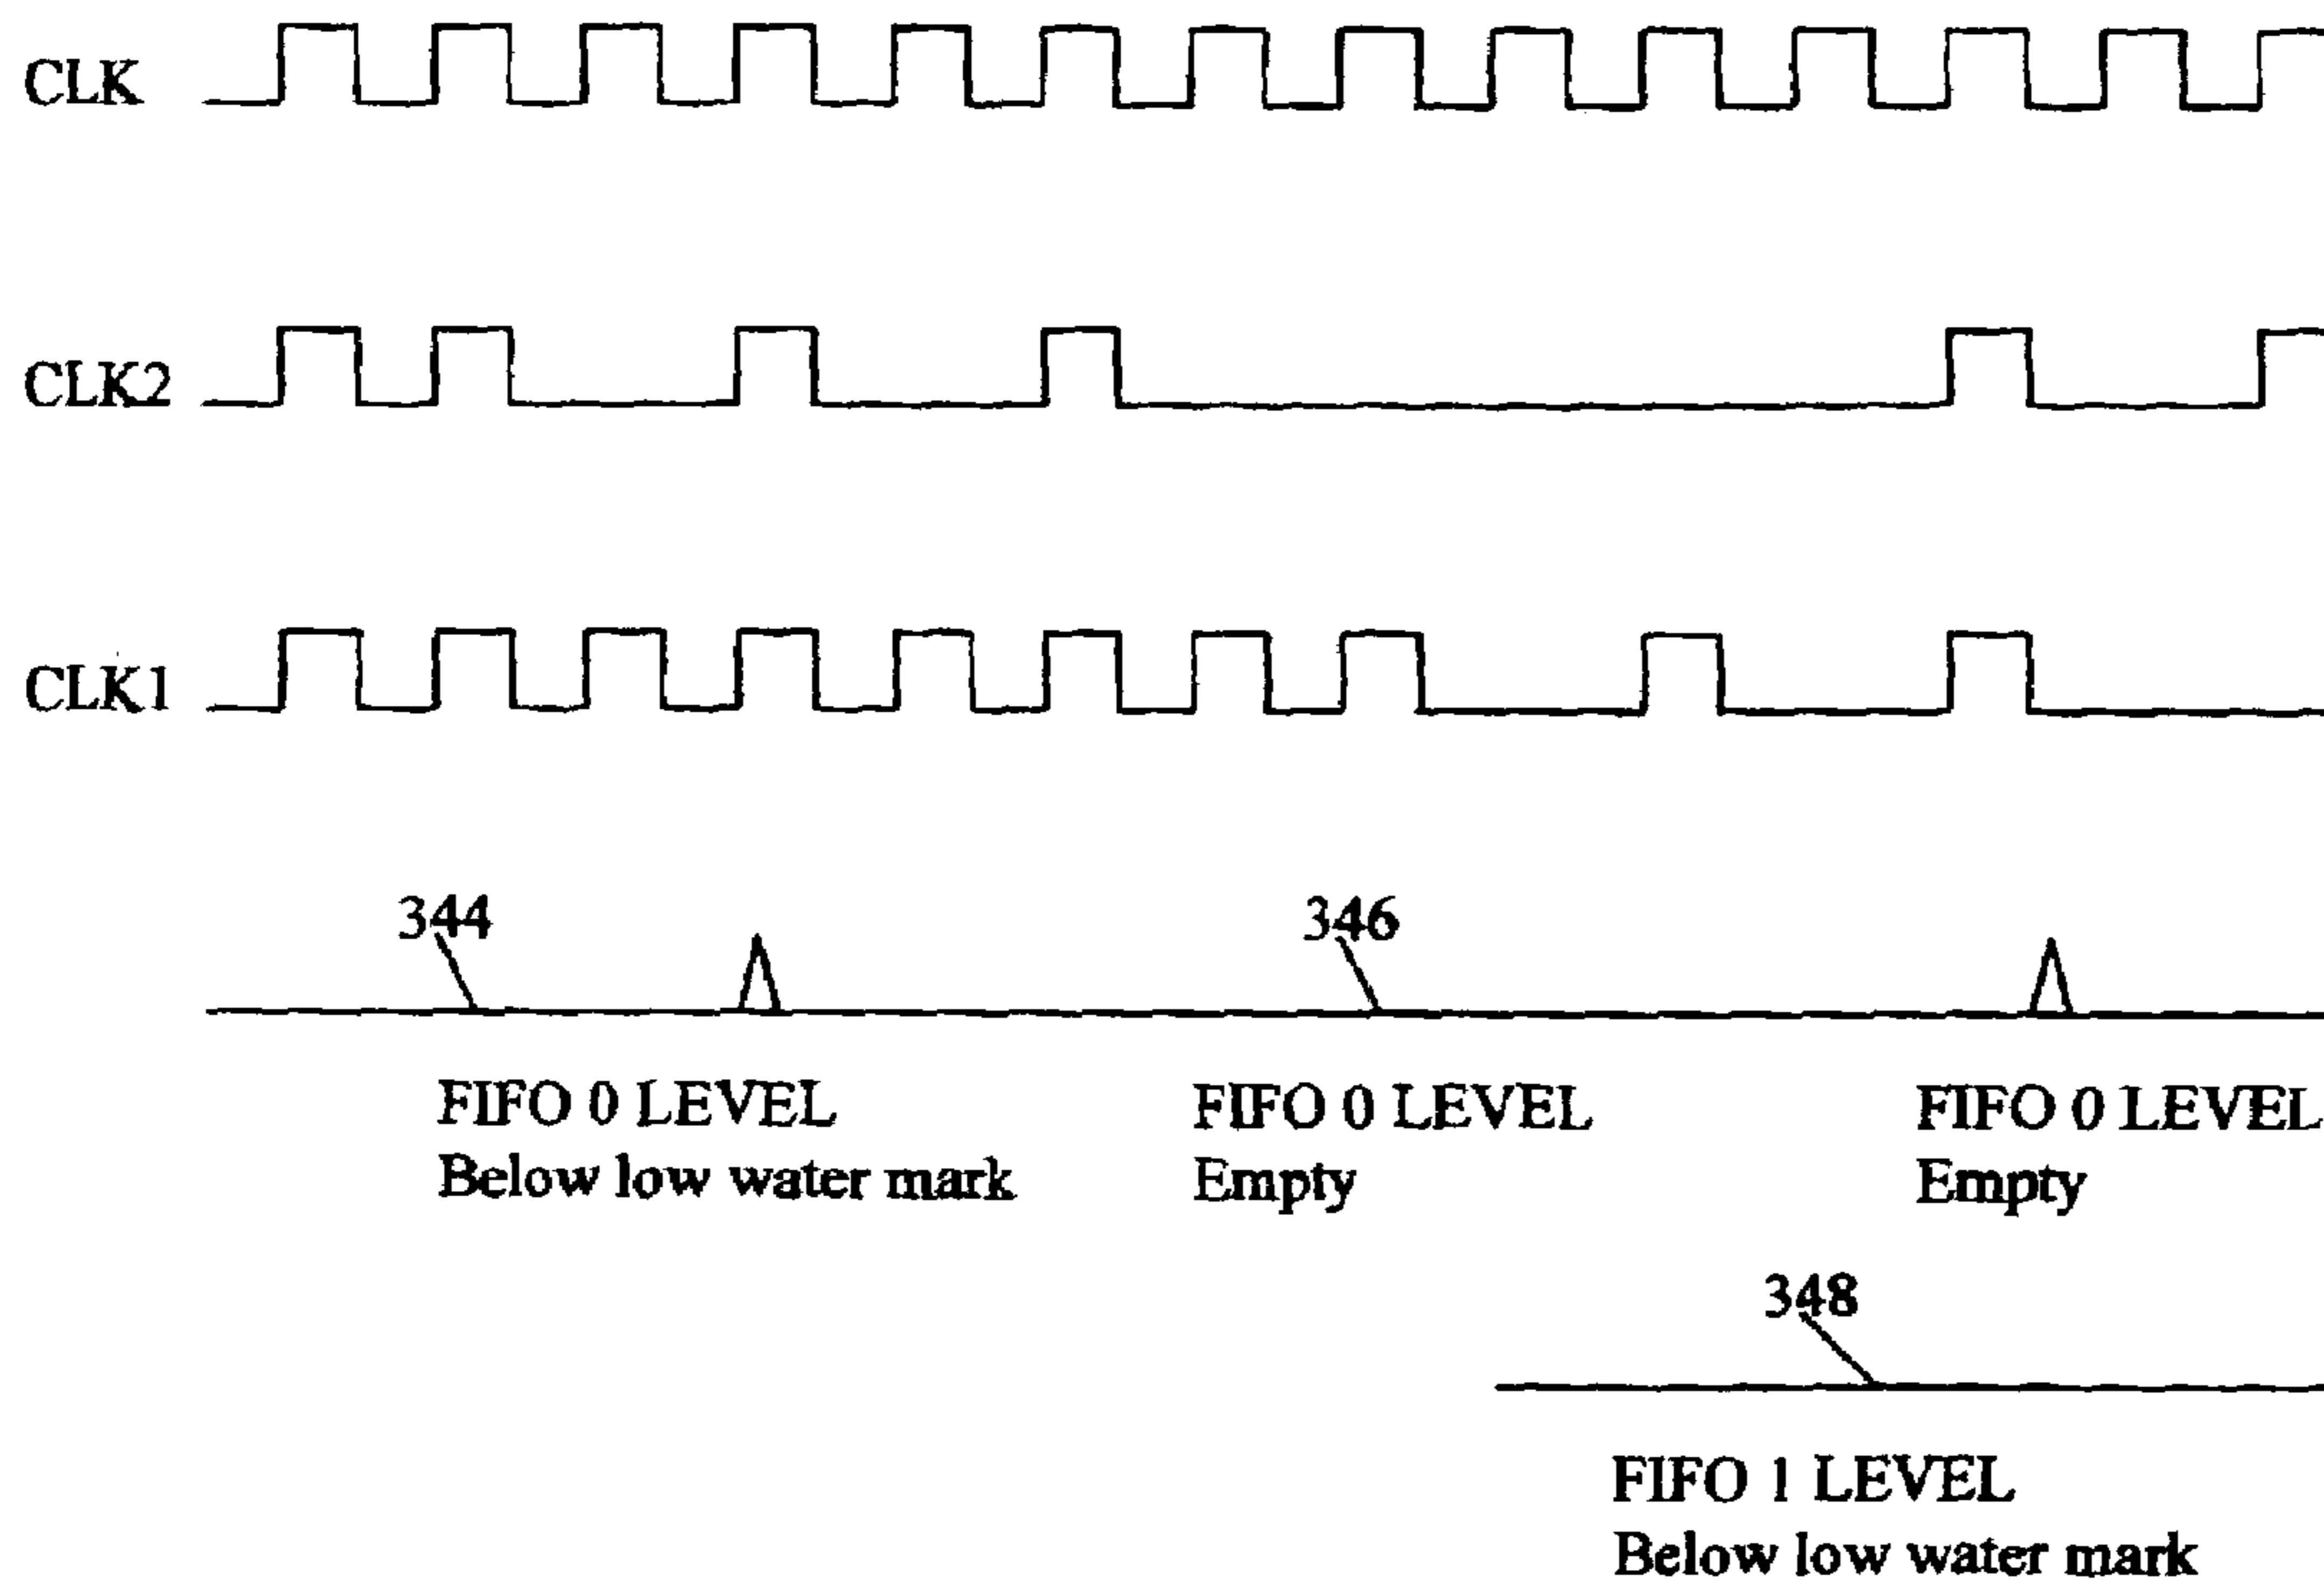 CLK
CLK2
CLK1
344
346
FIFO 0 LEVEL
Below low water mark
FIFO 0 LEVEL
Empty
FIFO 0 LEVEL
Empty
348
FIFO 1 LEVEL
Below low water mark